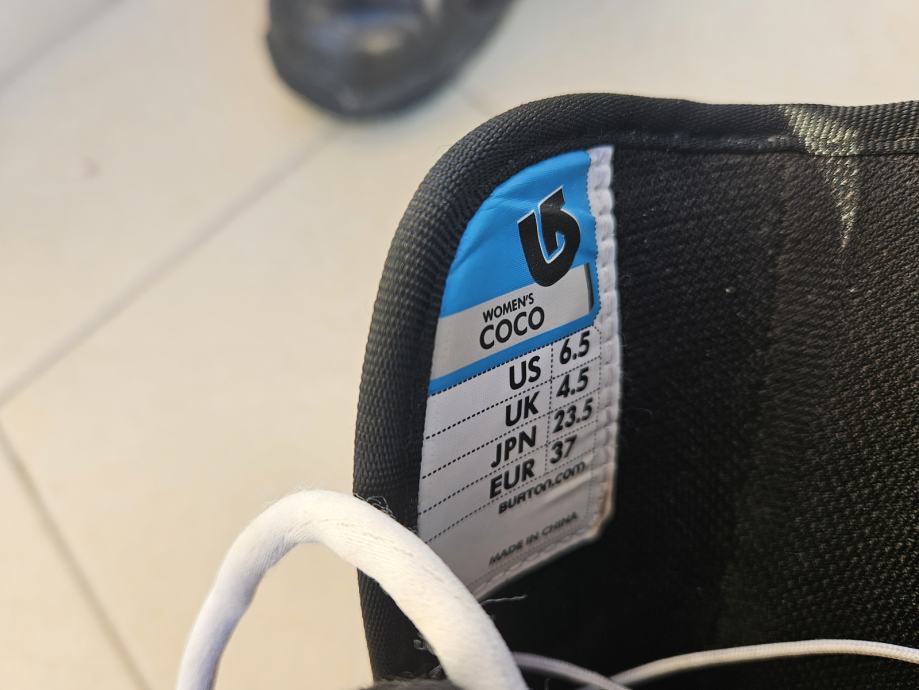 WOMEN'S
COCO
US 6.5
UK 4.5
JPN 23.5
EUR 37
BURTON.COM
MADE IN CHINA